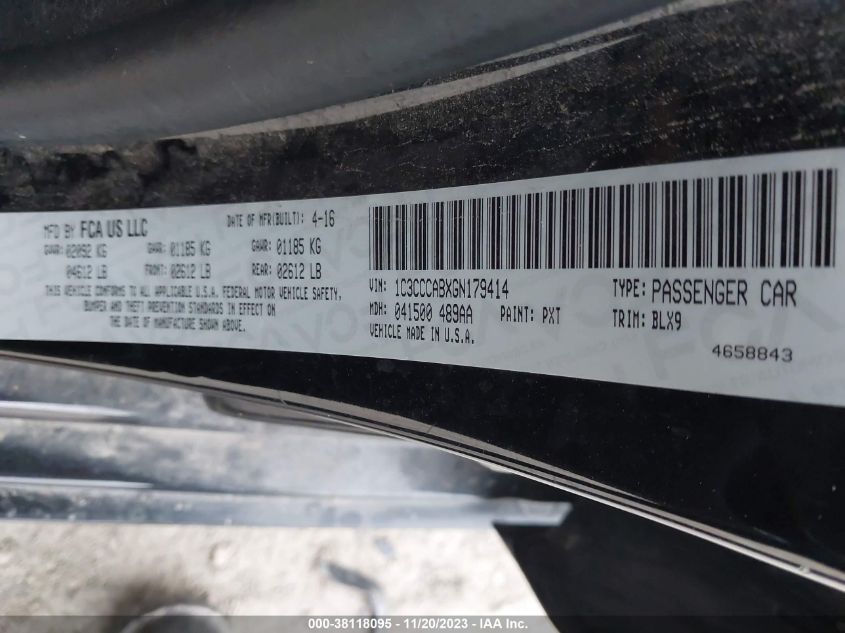 MFD BY FCA US LLC
DATE OF MFR(BUILT): 4-16
GVWR: 02092 KG
GAWR: 01185 KG
GAWR: 01185 KG
04612 LB
FRONT: 02612 LB
REAR: 02612 LB
THIS VEHICLE CONFORMS TO ALL APPLICABLE U.S.A. FEDERAL MOTOR VEHICLE SAFETY,
BUMPER AND THEFT PREVENTION STANDARDS IN EFFECT ON
THE DATE OF MANUFACTURE SHOWN ABOVE.
VIN: 1C3CCCABXGN179414
TYPE: PASSENGER CAR
MDH: 041500 489AA
PAINT: PXT
TRIM: BLX9
VEHICLE MADE IN U.S.A.
4658843
000-38118095 - 11/20/2023 - IAA Inc.